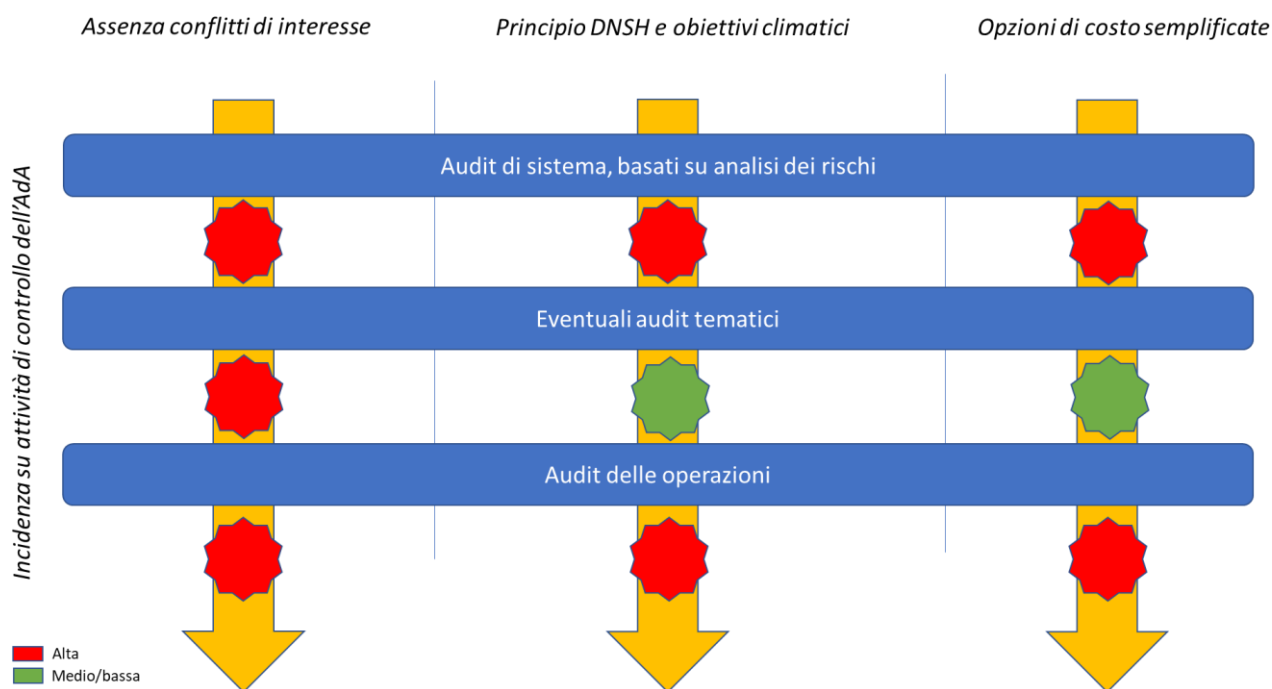 Assenza conflitti di interesse
Principio DNSH e obiettivi climatici
Opzioni di costo semplificate
Incidenza su attività di controllo dell'AdA
Audit di sistema, basati su analisi dei rischi
Eventuali audit tematici
Audit delle operazioni
Alta
Medio/bassa